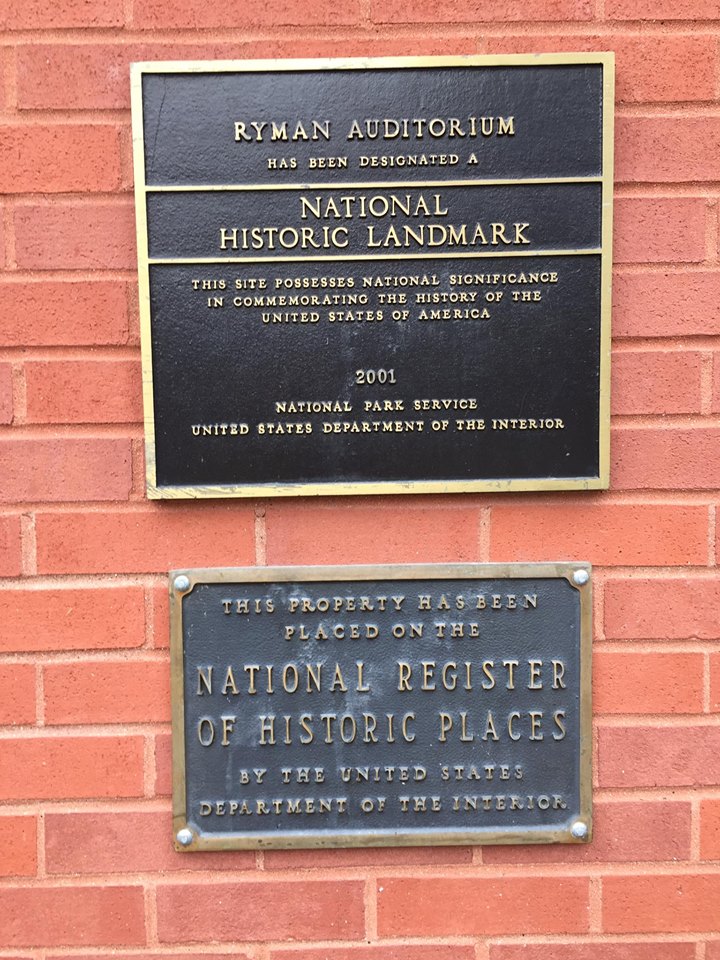 RYMAN AUDITORIUM
HAS BEEN DESIGNATED A
NATIONAL
HISTORIC LANDMARK
THIS SITE POSSESSES NATIONAL SIGNIFICANCE
IN COMMEMORATING THE HISTORY OF THE
UNITED STATES OF AMERICA
2001
NATIONAL PARK SERVICE
UNITED STATES DEPARTMENT OF THE INTERIOR
THIS PROPERTY HAS BEEN
PLACED ON THE
NATIONAL REGISTER
OF HISTORIC PLACES
BY THE UNITED STATES
DEPARTMENT OF THE INTERIOR